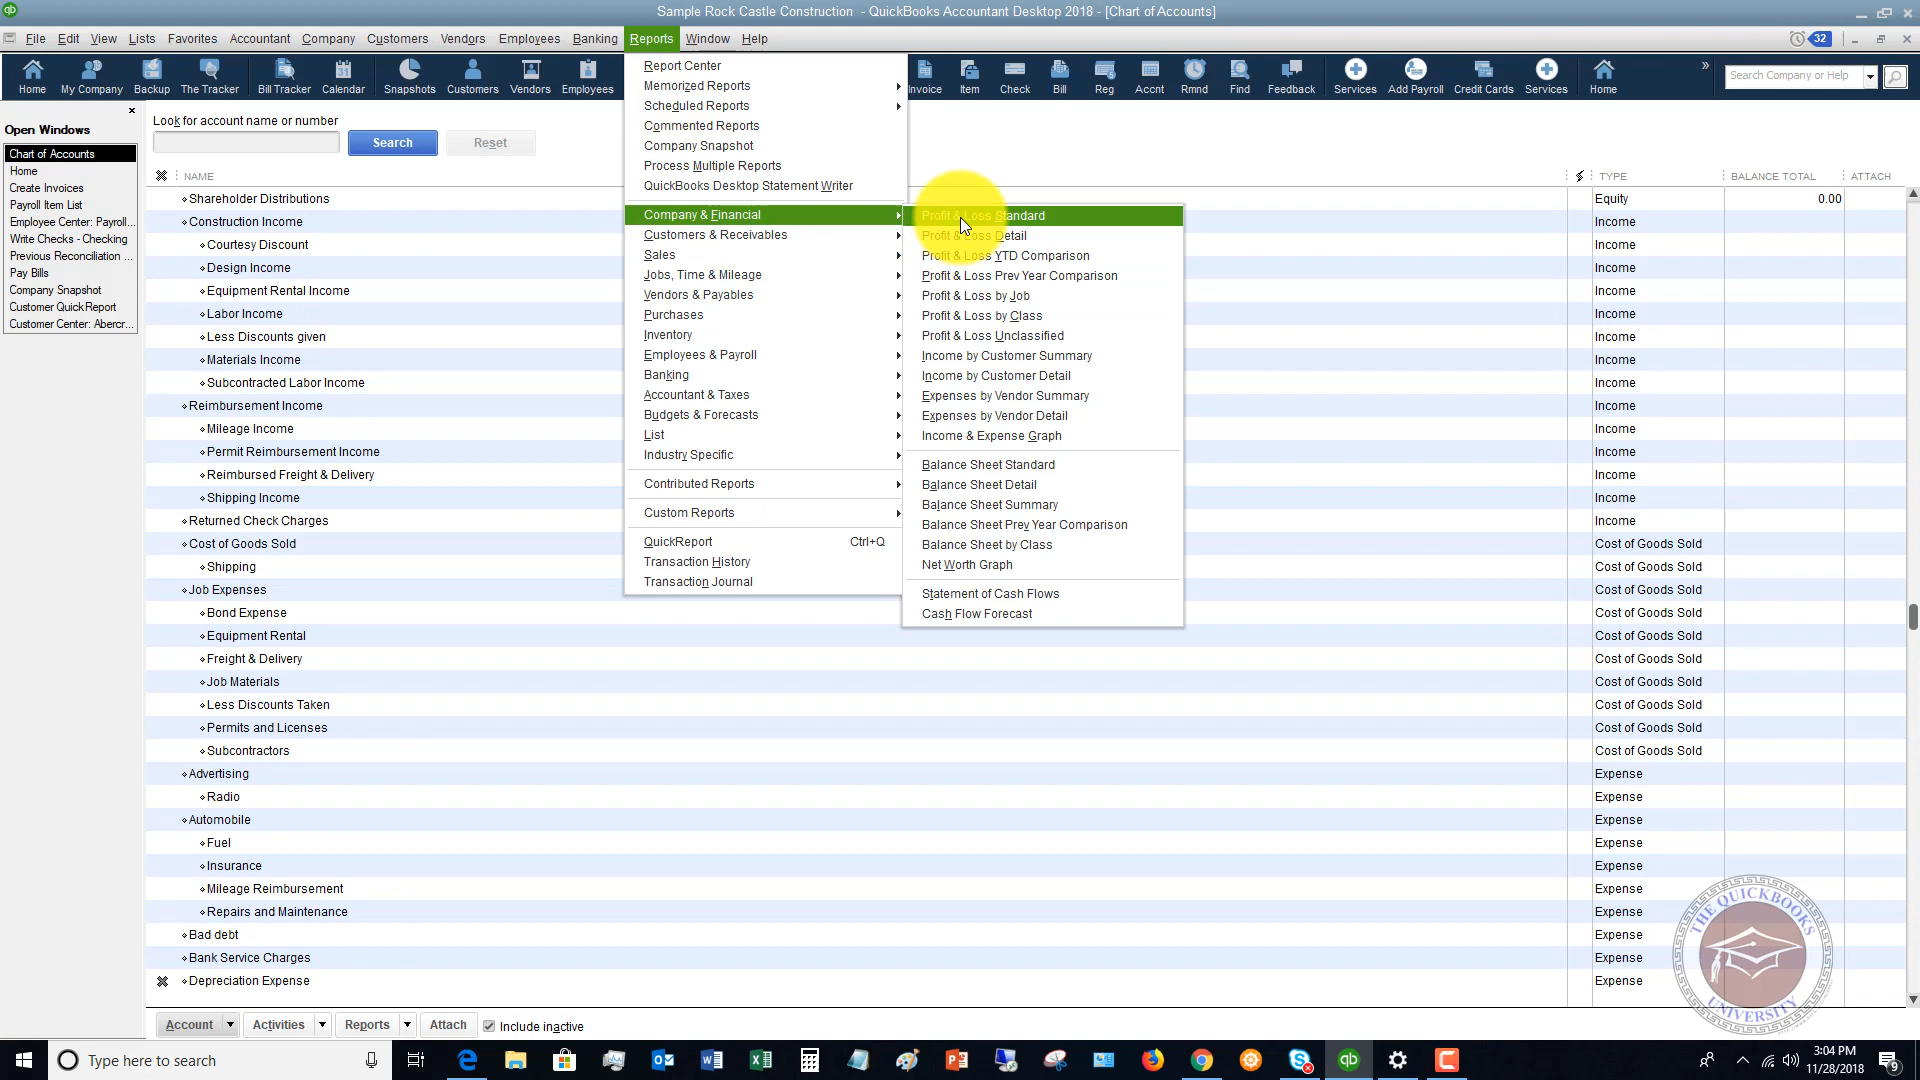 Sample Rock Castle Construction - QuickBooks Accountant Desktop 2018 - [Chart of Accounts]
File Edit View Lists Favorites Accountant Company Customers Vendors Employees Banking Reports Window Help 32
Home My Company Backup The Tracker Bill Tracker Calendar Snapshots Customers Vendors Employees Invoice Item Check Bill Reg Accnt Rmnd Find Feedback Services Add Payroll Credit Cards Services Home » Search Company or Help
Open Windows
Chart of Accounts
Home
Create Invoices
Payroll Item List
Employee Center: Payroll...
Write Checks - Checking
Previous Reconciliation ...
Pay Bills
Company Snapshot
Customer QuickReport
Customer Center: Abercr...
Look for account name or number
Search Reset
NAME TYPE BALANCE TOTAL ATTACH
Shareholder Distributions Equity 0.00
Construction Income Income
Courtesy Discount Income
Design Income Income
Equipment Rental Income Income
Labor Income Income
Less Discounts given Income
Materials Income Income
Subcontracted Labor Income Income
Reimbursement Income Income
Mileage Income Income
Permit Reimbursement Income Income
Reimbursed Freight & Delivery Income
Shipping Income Income
Returned Check Charges Income
Cost of Goods Sold Cost of Goods Sold
Shipping Cost of Goods Sold
Job Expenses Cost of Goods Sold
Bond Expense Cost of Goods Sold
Equipment Rental Cost of Goods Sold
Freight & Delivery Cost of Goods Sold
Job Materials Cost of Goods Sold
Less Discounts Taken Cost of Goods Sold
Permits and Licenses Cost of Goods Sold
Subcontractors Cost of Goods Sold
Advertising Expense
Radio Expense
Automobile Expense
Fuel Expense
Insurance Expense
Mileage Reimbursement Expense
Repairs and Maintenance Expense
Bad debt Expense
Bank Service Charges Expense
Depreciation Expense Expense
Report Center
Memorized Reports
Scheduled Reports
Commented Reports
Company Snapshot
Process Multiple Reports
QuickBooks Desktop Statement Writer
Company & Financial
Customers & Receivables
Sales
Jobs, Time & Mileage
Vendors & Payables
Purchases
Inventory
Employees & Payroll
Banking
Accountant & Taxes
Budgets & Forecasts
List
Industry Specific
Contributed Reports
Custom Reports
QuickReport Ctrl+Q
Transaction History
Transaction Journal
Profit & Loss Standard
Profit & Loss Detail
Profit & Loss YTD Comparison
Profit & Loss Prev Year Comparison
Profit & Loss by Job
Profit & Loss by Class
Profit & Loss Unclassified
Income by Customer Summary
Income by Customer Detail
Expenses by Vendor Summary
Expenses by Vendor Detail
Income & Expense Graph
Balance Sheet Standard
Balance Sheet Detail
Balance Sheet Summary
Balance Sheet Prev Year Comparison
Balance Sheet by Class
Net Worth Graph
Statement of Cash Flows
Cash Flow Forecast
THE QUICKBOOKS UNIVERSITY
Account Activities Reports Attach Include inactive
Type here to search
3:04 PM
11/28/2018
9